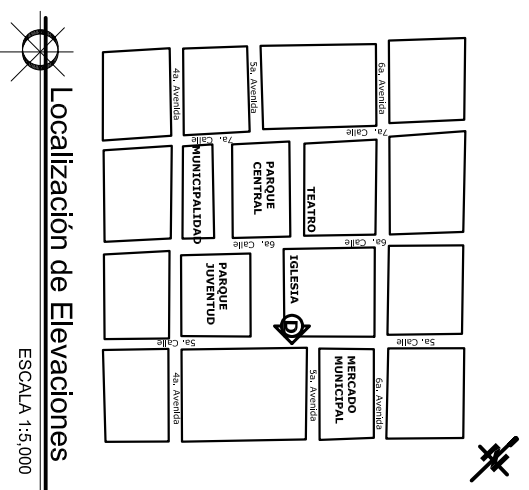 Localización de Elevaciones
ESCALA 1:5,000
4a. Avenida
5a. Avenida
6a. Avenida
7a. Calle
7a. Calle
MUNICIPALIDAD
PARQUE
CENTRAL
TEATRO
6a. Calle
6a. Calle
PARQUE
JUVENTUD
IGLESIA
D
5a. Calle
5a. Calle
4a. Avenida
5a. Avenida
MERCADO
MUNICIPAL
6a. Avenida
N